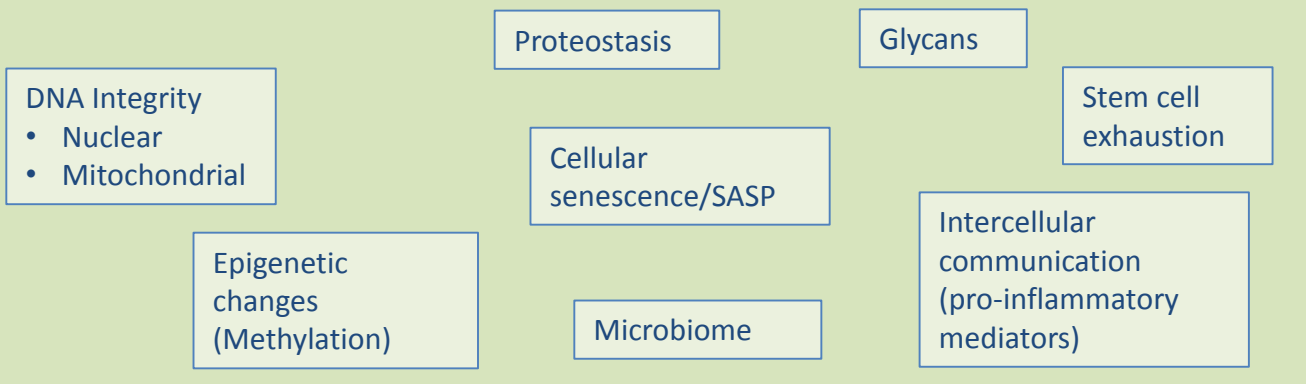 Proteostasis
Glycans
DNA Integrity
• Nuclear
• Mitochondrial
Stem cell
exhaustion
Cellular
senescence/SASP
Intercellular
communication
(pro-inflammatory
mediators)
Epigenetic
changes
(Methylation)
Microbiome